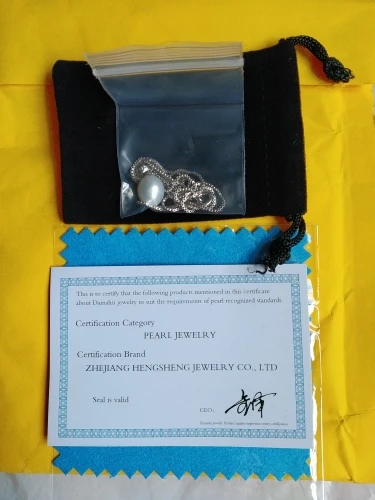 This is to certify that the following products mentioned in this certificate
about Daimifei jewelry to suit the requirements of pearl recognized standards.
Certification Category
PEARL JEWELRY
Certification Brand
ZHEJIANG HENGSHENG JEWELRY CO., LTD
Seal is valid
CEO: